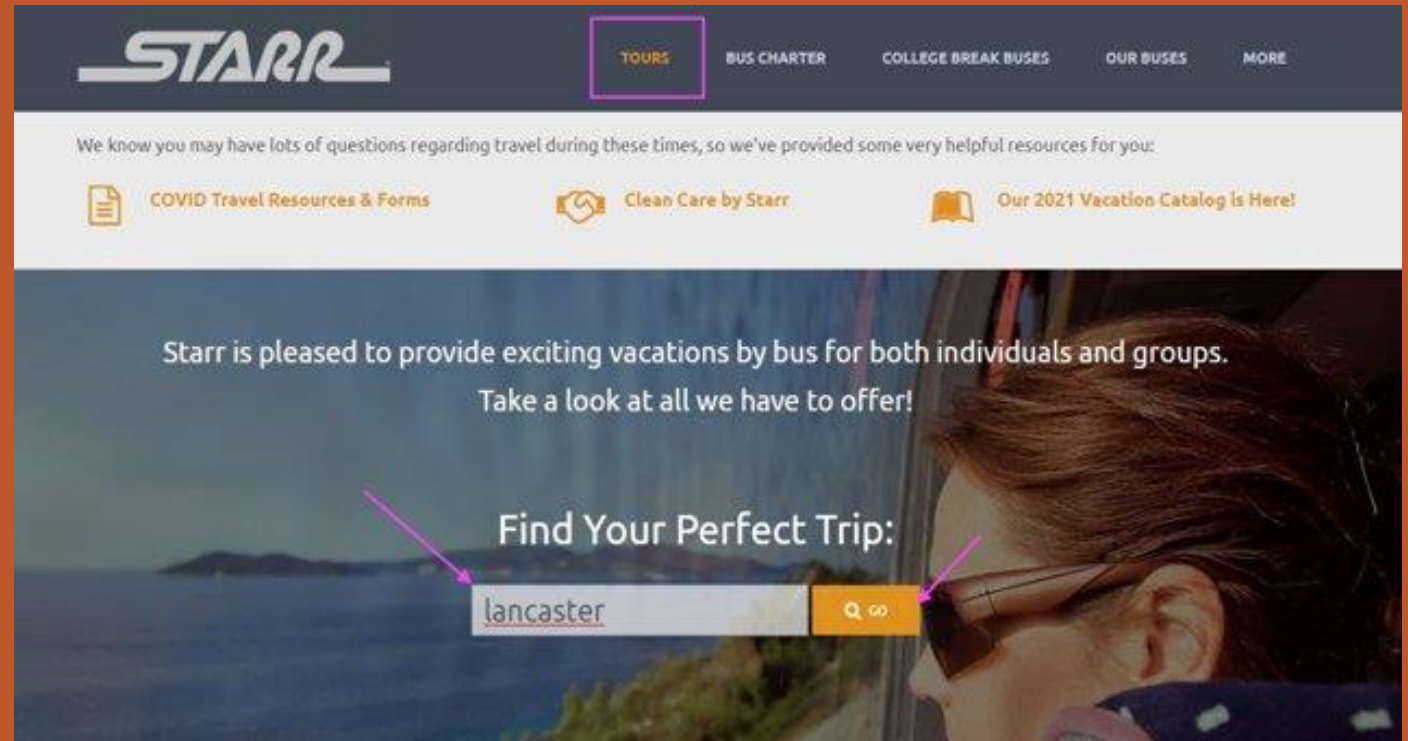 STARR
TOURS BUS CHARTER COLLEGE BREAK BUSES OUR BUSES MORE
We know you may have lots of questions regarding travel during these times, so we've provided some very helpful resources for you:
COVID Travel Resources & Forms Clean Care by Starr Our 2021 Vacation Catalog is Here!
Starr is pleased to provide exciting vacations by bus for both individuals and groups.
Take a look at all we have to offer!
Find Your Perfect Trip:
lancaster GO